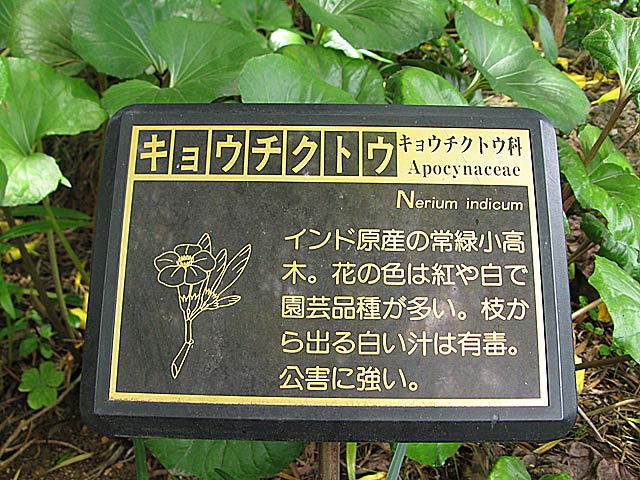 キョウチクトウ キョウチクトウ科
Apocynaceae
Nerium indicum
インド原産の常緑小高
木。花の色は紅や白で
園芸品種が多い。枝か
ら出る白い汁は有毒。
公害に強い。